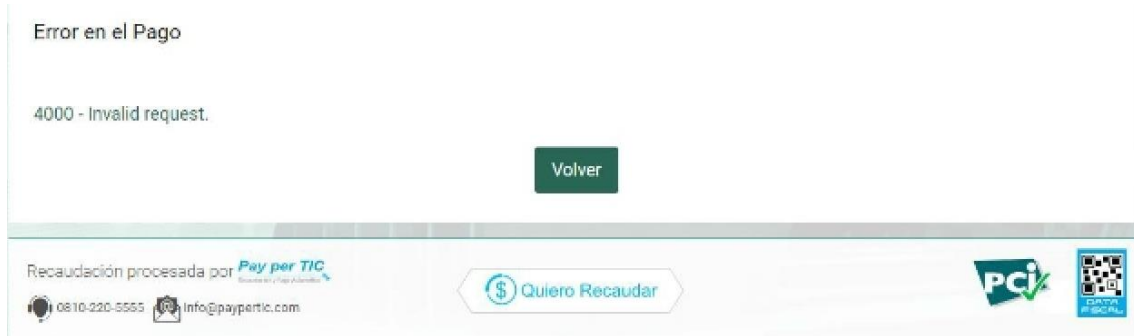 Error en el Pago
4000 - Invalid request.
Volver
Recaudación procesada por Pay per TIC
0810-220-5555 info@paypertic.com
$ Quiero Recaudar
PCi
DATA
FISCAL